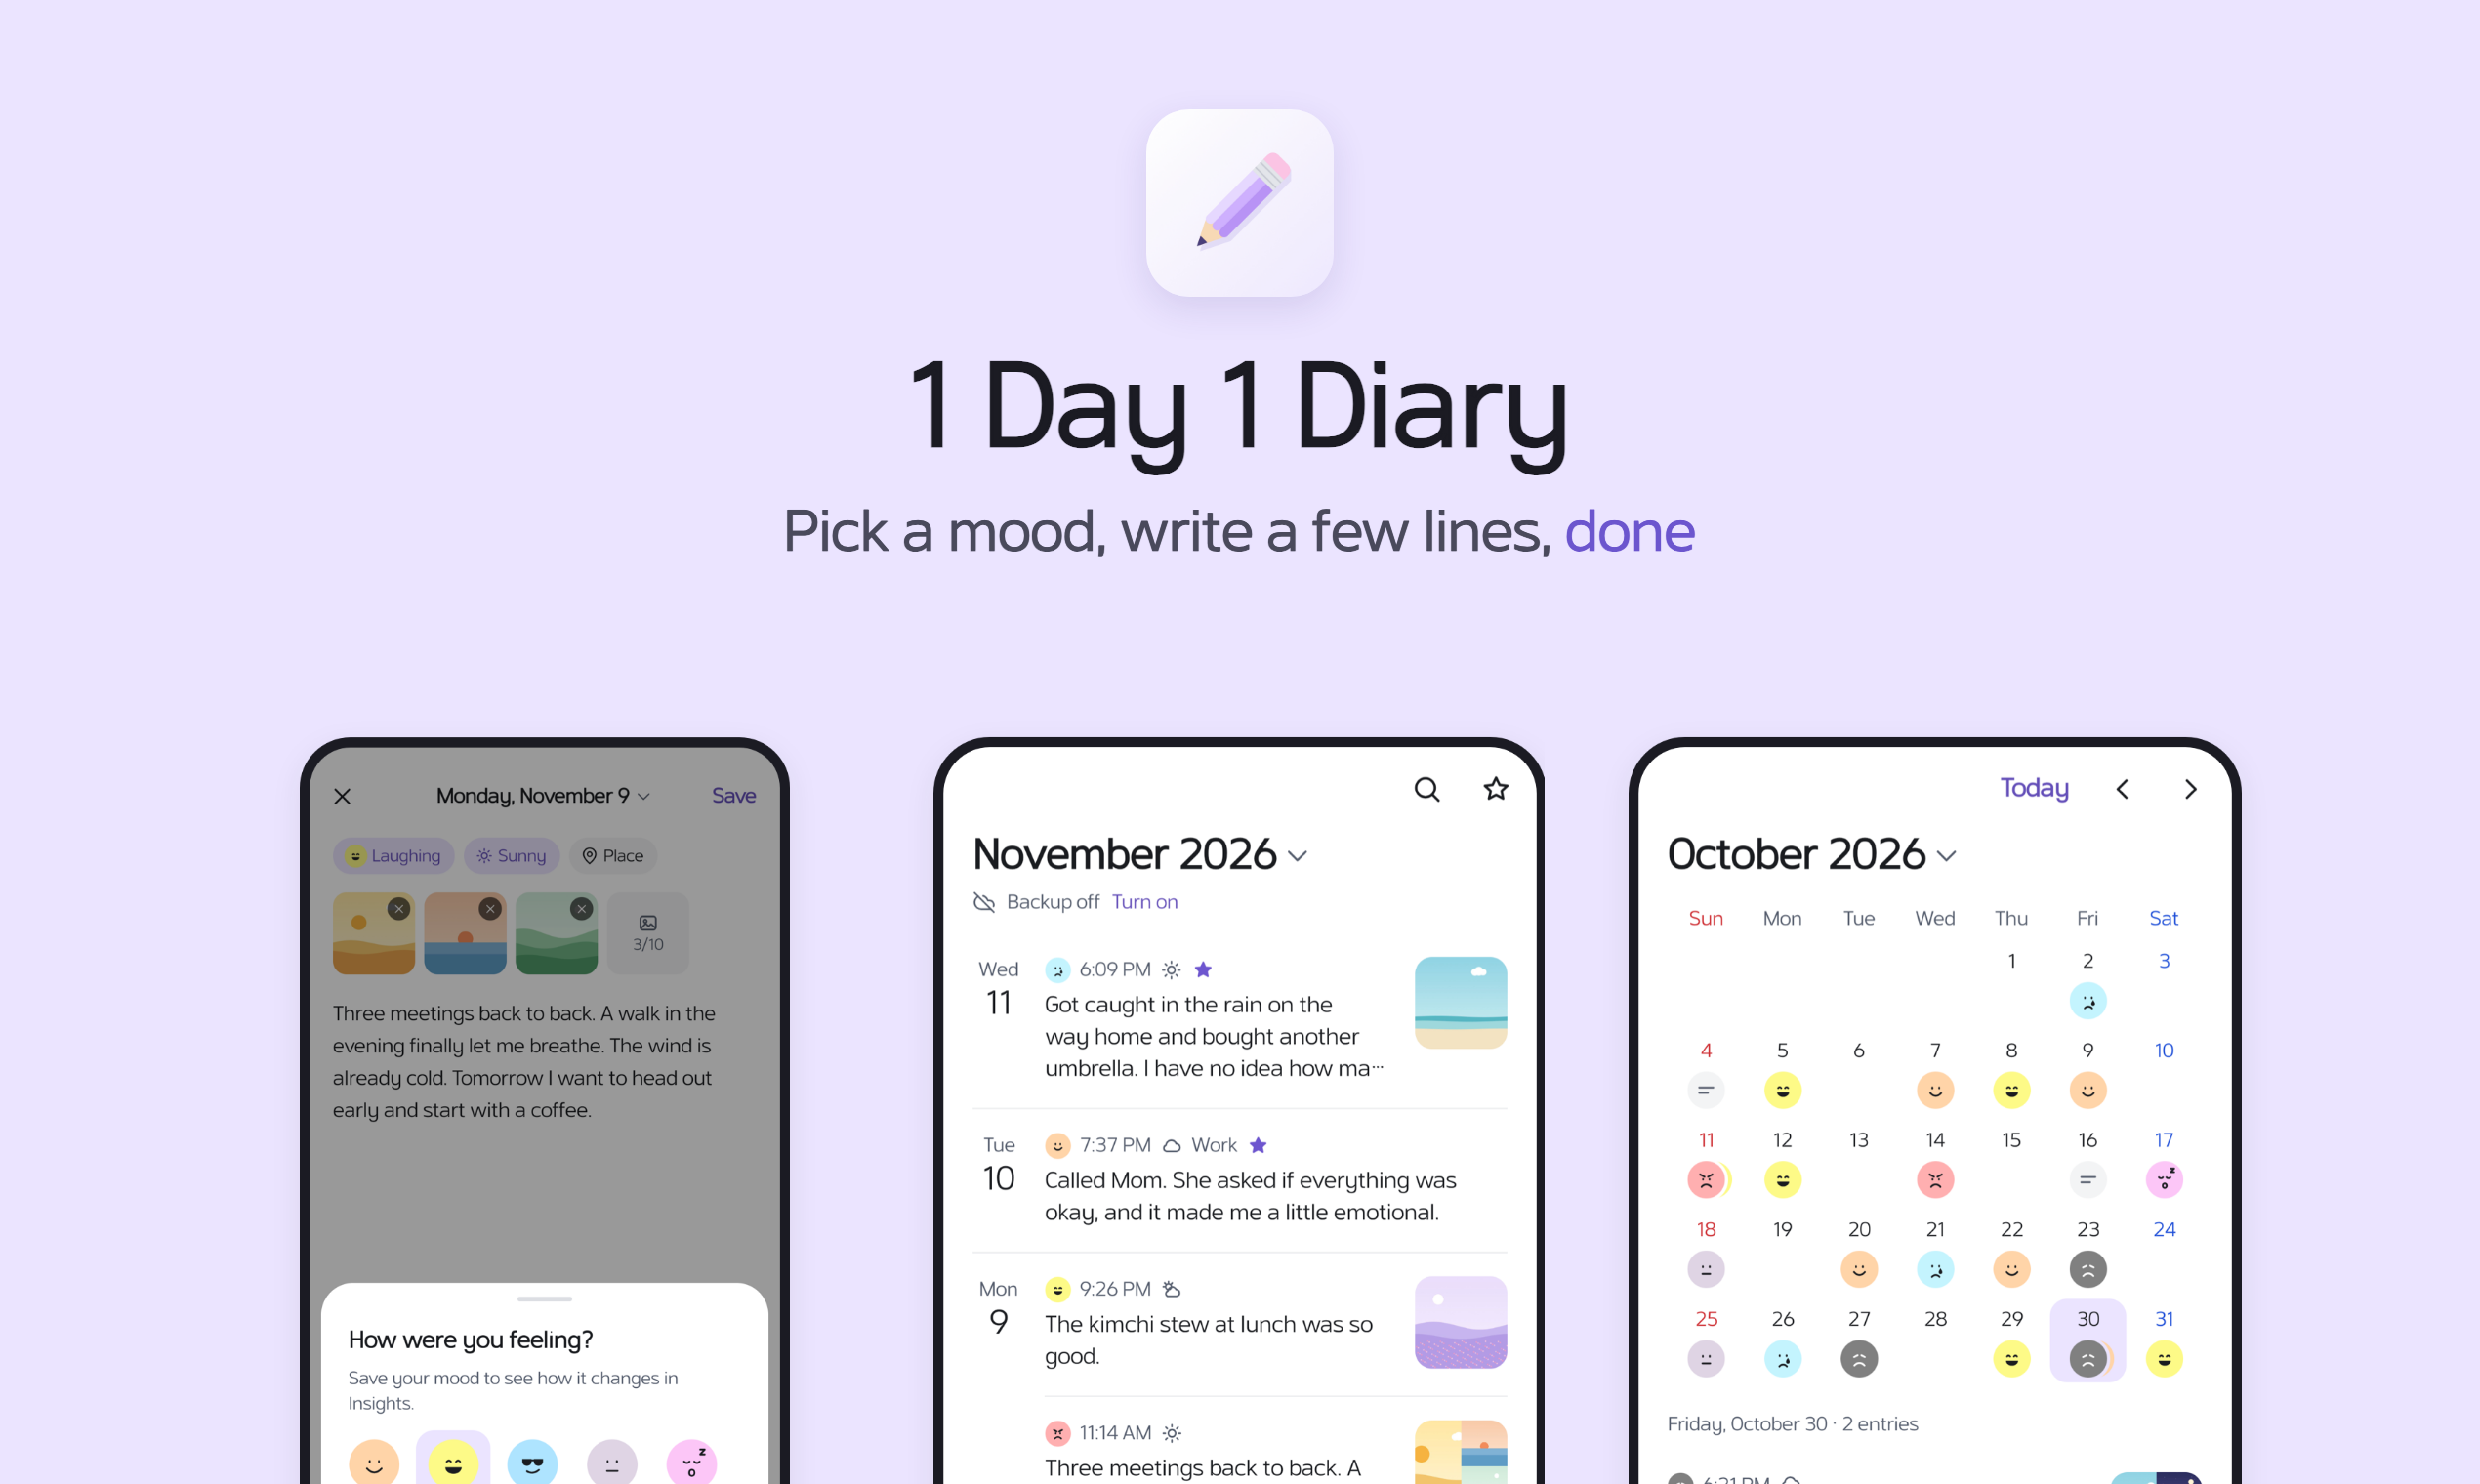 1 Day 1 Diary
Pick a mood, write a few lines, done
Monday, November 9
Save
Laughing
Sunny
Place
3/10
Three meetings back to back. A walk in the
evening finally let me breathe. The wind is
already cold. Tomorrow I want to head out
early and start with a coffee.
How were you feeling?
Save your mood to see how it changes in
Insights.
November 2026
Backup off Turn on
Wed
11
6:09 PM
Got caught in the rain on the
way home and bought another
umbrella. I have no idea how ma…
Tue
10
7:37 PM Work
Called Mom. She asked if everything was
okay, and it made me a little emotional.
Mon
9
9:26 PM
The kimchi stew at lunch was so
good.
11:14 AM
Three meetings back to back. A
Today
October 2026
Sun Mon Tue Wed Thu Fri Sat
1 2 3
4 5 6 7 8 9 10
11 12 13 14 15 16 17
18 19 20 21 22 23 24
25 26 27 28 29 30 31
Friday, October 30 · 2 entries